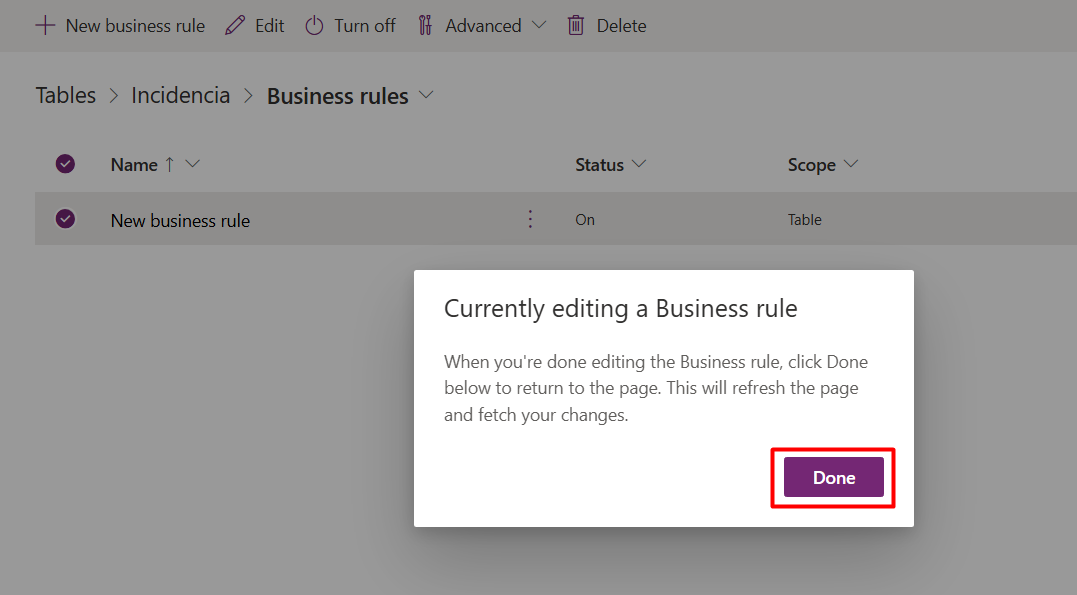 New business rule Edit Turn off Advanced Delete
Tables > Incidencia > Business rules
Name ↑ Status Scope
New business rule On Table
Currently editing a Business rule
When you're done editing the Business rule, click Done
below to return to the page. This will refresh the page
and fetch your changes.
Done